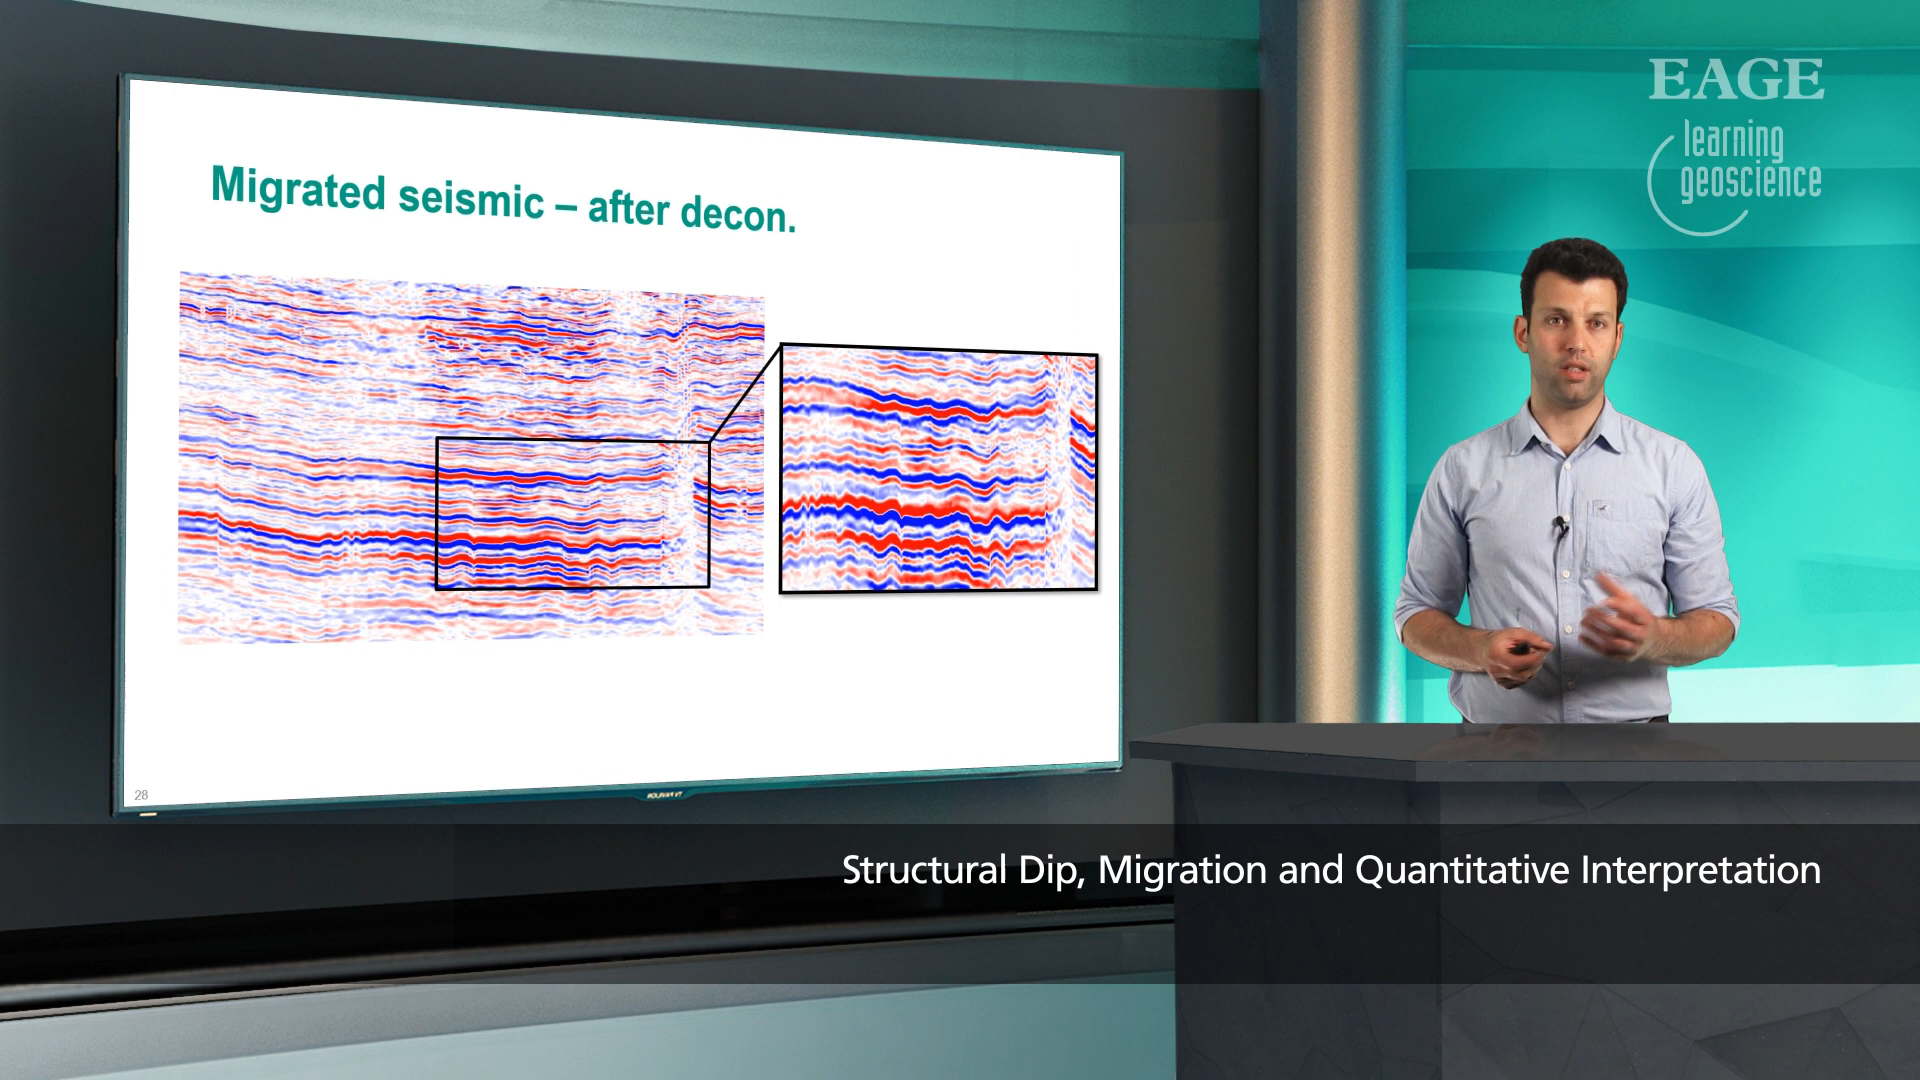 EAGE
learning
geoscience
Migrated seismic – after decon.
28
Structural Dip, Migration and Quantitative Interpretation